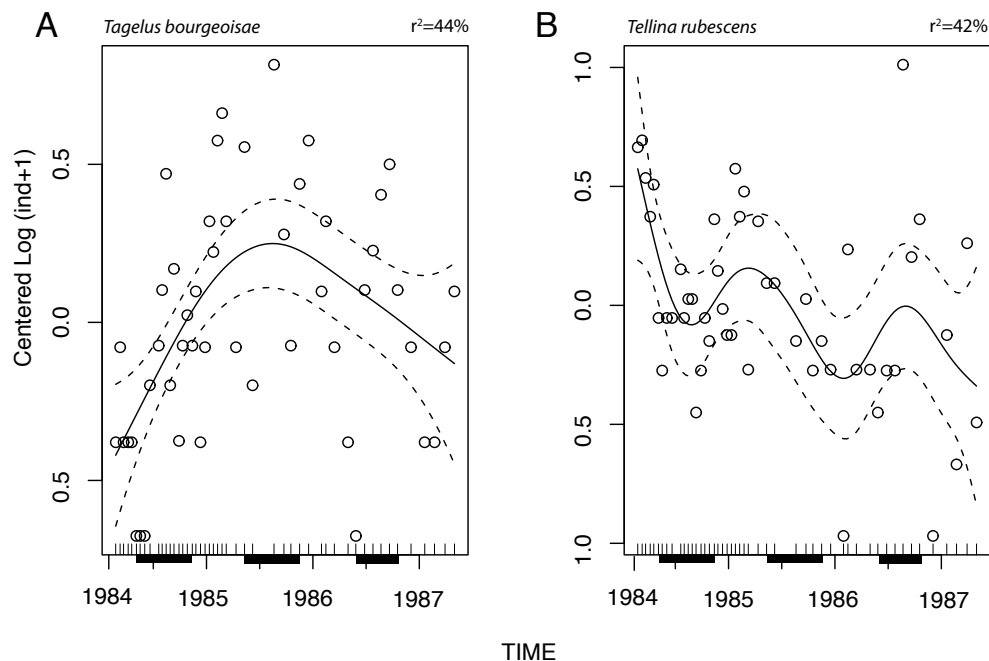 A Tagelus bourgeoisae r²=44%
B Tellina rubescens r²=42%
Centered Log (ind+1)
0.5
0.0
0.5
1.0
0.5
0.0
0.5
1.0
1984 1985 1986 1987
1984 1985 1986 1987
TIME